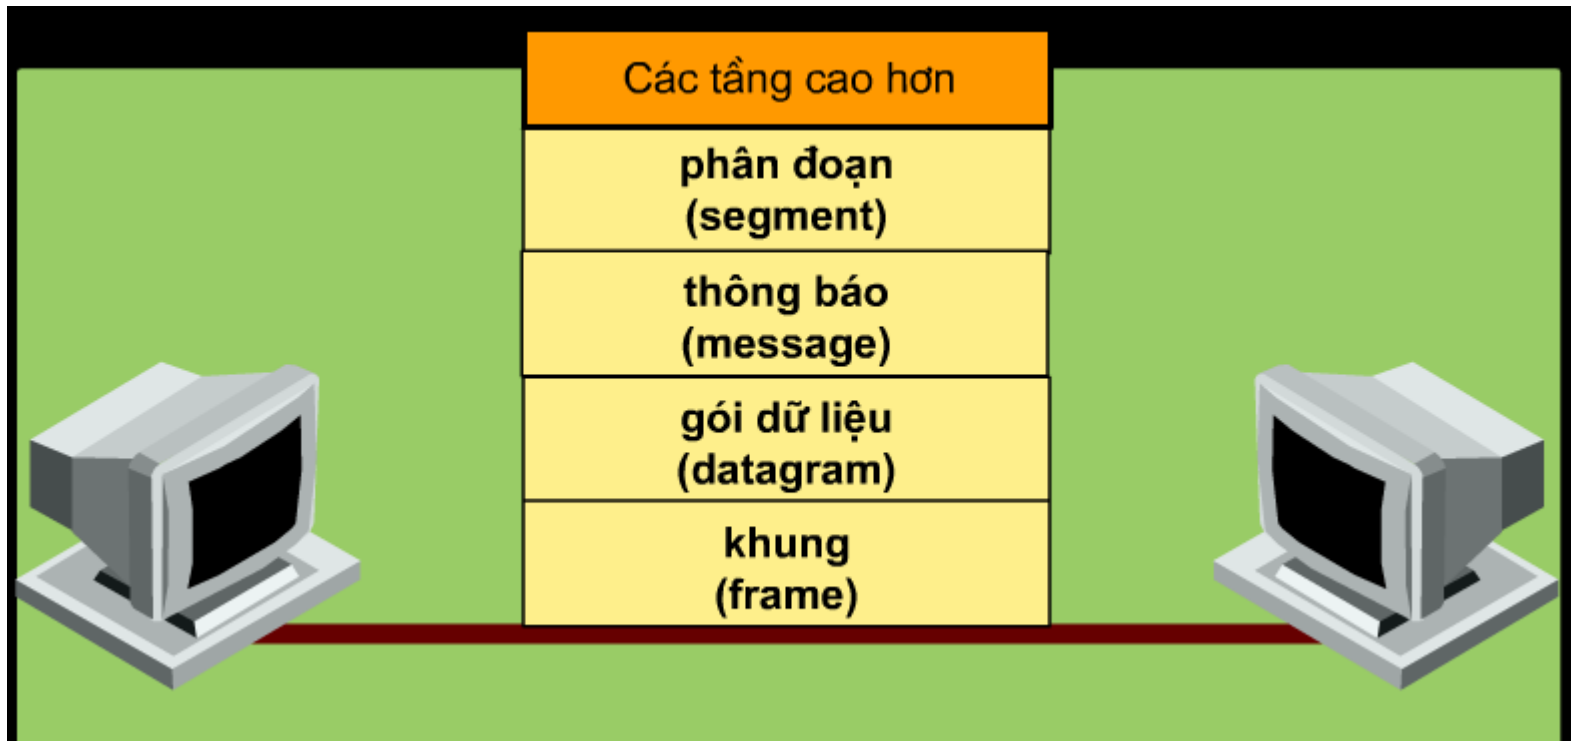 Các tầng cao hơn
phân đoạn
(segment)
thông báo
(message)
gói dữ liệu
(datagram)
khung
(frame)